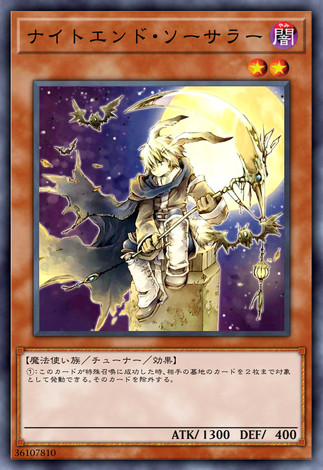 ナイトエンド・ソーサラー
闇
やみ
【魔法使い族／チューナー／効果】
①：このカードが特殊召喚に成功した時、相手の墓地のカードを２枚まで対象
として発動できる。そのカードを除外する。
ATK/ 1300 DEF/ 400
36107810